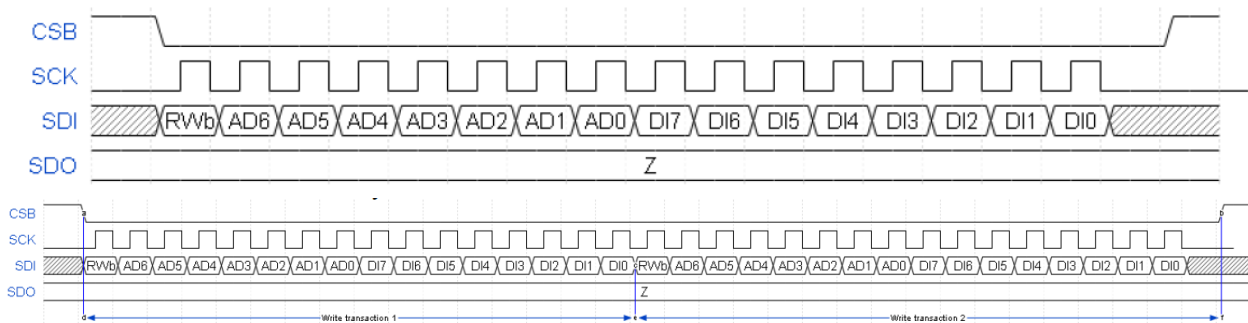 CSB
SCK
SDI RWb AD6 AD5 AD4 AD3 AD2 AD1 AD0 DI7 DI6 DI5 DI4 DI3 DI2 DI1 DI0
SDO Z
CSB a b
SCK
SDI RWb AD6 AD5 AD4 AD3 AD2 AD1 AD0 DI7 DI6 DI5 DI4 DI3 DI2 DI1 DI0 RWb AD6 AD5 AD4 AD3 AD2 AD1 AD0 DI7 DI6 DI5 DI4 DI3 DI2 DI1 DI0
SDO Z
d Write transaction 1 e Write transaction 2 f